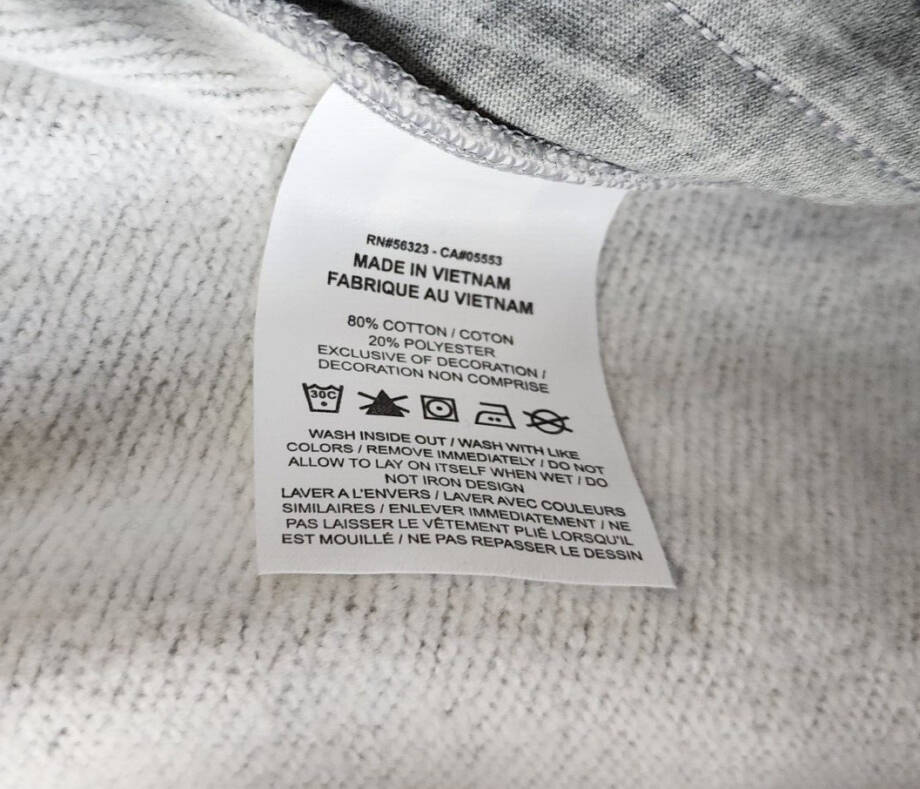 RN#56323 - CA#05553
MADE IN VIETNAM
FABRIQUE AU VIETNAM
80% COTTON / COTON
20% POLYESTER
EXCLUSIVE OF DECORATION /
DECORATION NON COMPRISE
30C
WASH INSIDE OUT / WASH WITH LIKE
COLORS / REMOVE IMMEDIATELY / DO NOT
ALLOW TO LAY ON ITSELF WHEN WET / DO
NOT IRON DESIGN
LAVER A L'ENVERS / LAVER AVEC COULEURS
SIMILAIRES / ENLEVER IMMEDIATEMENT / NE
PAS LAISSER LE VÊTEMENT PLIÉ LORSQU'IL
EST MOUILLÉ / NE PAS REPASSER LE DESSIN